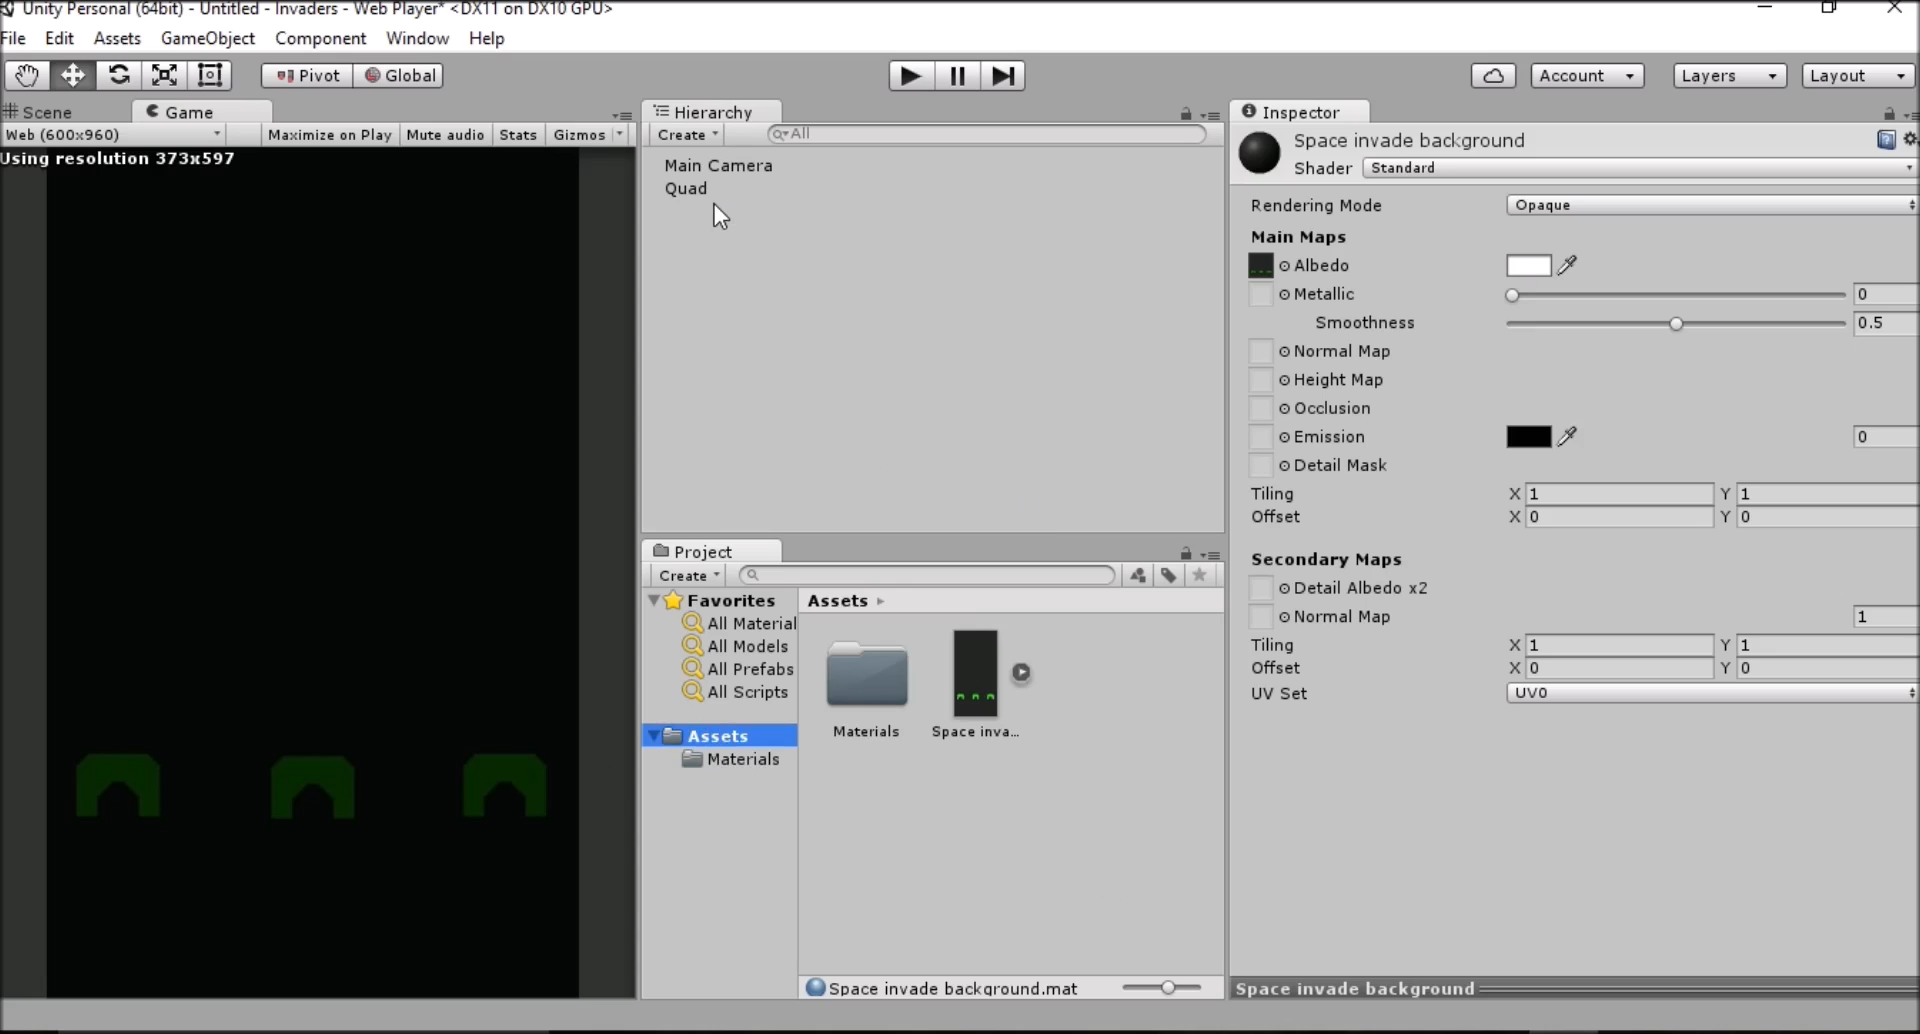 Unity Personal (64bit) - Untitled - Invaders - Web Player* <DX11 on DX10 GPU>
File Edit Assets GameObject Component Window Help
Pivot Global Account Layers Layout
Scene Game
Web (600x960) Maximize on Play Mute audio Stats Gizmos
Using resolution 373x597
Hierarchy
Create All
Main Camera
Quad
Project
Create
Favorites
All Material
All Models
All Prefabs
All Scripts
Assets
Materials
Assets
Materials Space inva...
Space invade background.mat
Inspector
Space invade background
Shader Standard
Rendering Mode Opaque
Main Maps
Albedo
Metallic 0
Smoothness 0.5
Normal Map
Height Map
Occlusion
Emission 0
Detail Mask
Tiling X 1 Y 1
Offset X 0 Y 0
Secondary Maps
Detail Albedo x2
Normal Map 1
Tiling X 1 Y 1
Offset X 0 Y 0
UV Set UV0
Space invade background